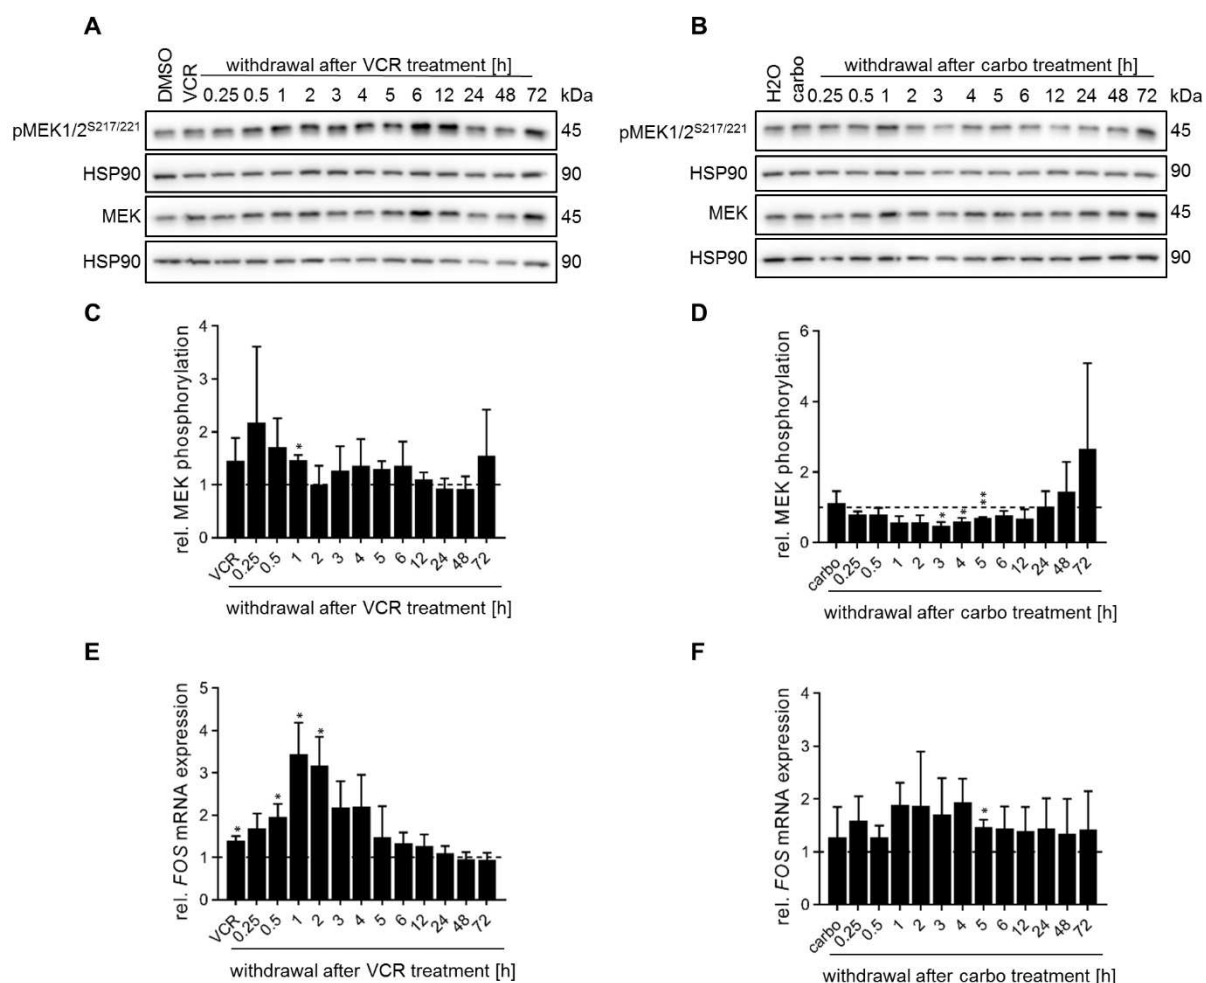 A
DMSO
VCR
withdrawal after VCR treatment [h]
0.25 0.5 1 2 3 4 5 6 12 24 48 72 kDa
pMEK1/2S217/221 45
HSP90 90
MEK 45
HSP90 90
B
H2O
carbo
withdrawal after carbo treatment [h]
0.25 0.5 1 2 3 4 5 6 12 24 48 72 kDa
pMEK1/2S217/221 45
HSP90 90
MEK 45
HSP90 90
C
rel. MEK phosphorylation
4
3
2
1
0
*
VCR 0.25 0.5 1 2 3 4 5 6 12 24 48 72
withdrawal after VCR treatment [h]
D
rel. MEK phosphorylation
6
4
2
0
* * **
carbo 0.25 0.5 1 2 3 4 5 6 12 24 48 72
withdrawal after carbo treatment [h]
E
rel. FOS mRNA expression
5
4
3
2
1
0
* * * *
VCR 0.25 0.5 1 2 3 4 5 6 12 24 48 72
withdrawal after VCR treatment [h]
F
rel. FOS mRNA expression
4
3
2
1
0
*
carbo 0.25 0.5 1 2 3 4 5 6 12 24 48 72
withdrawal after carbo treatment [h]